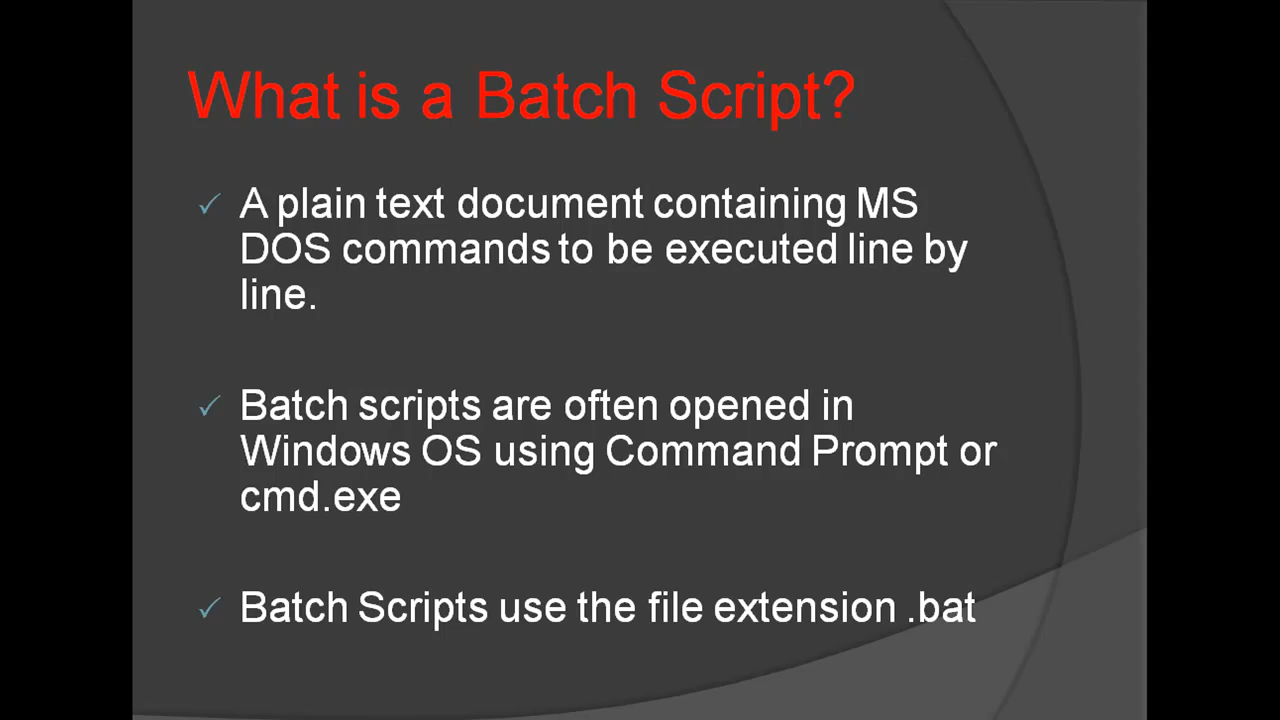 What is a Batch Script?
A plain text document containing MS
DOS commands to be executed line by
line.
Batch scripts are often opened in
Windows OS using Command Prompt or
cmd.exe
Batch Scripts use the file extension .bat